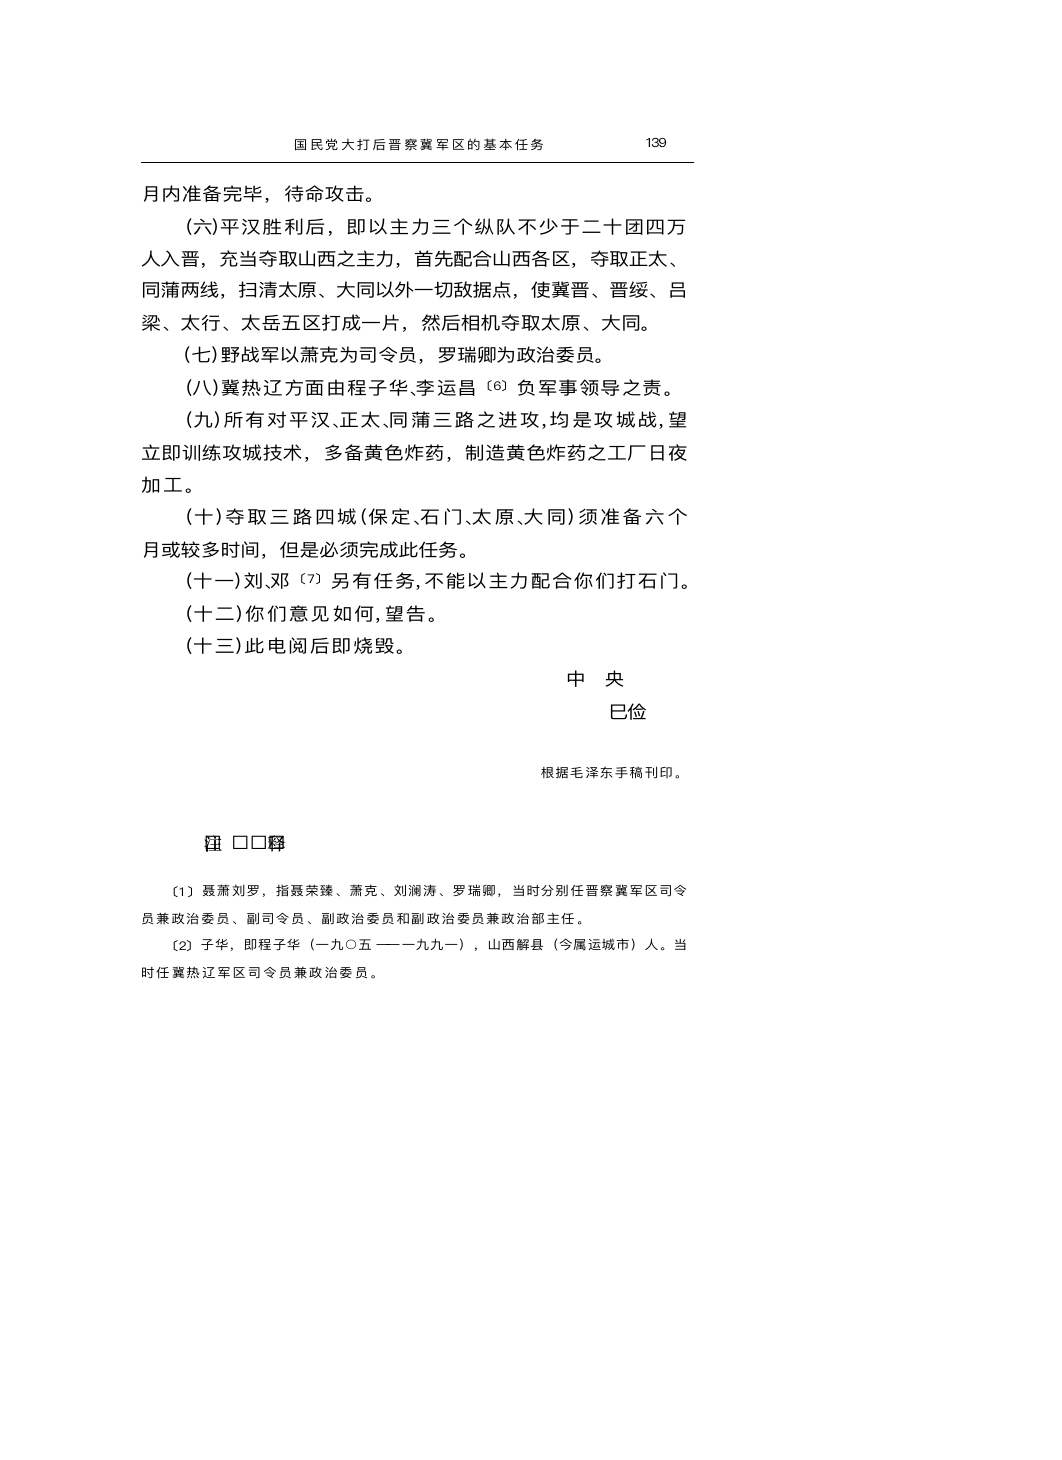 国民党大打后晋察冀军区的基本任务 139
月内准备完毕，待命攻击。
(六)平汉胜利后，即以主力三个纵队不少于二十团四万
人入晋，充当夺取山西之主力，首先配合山西各区，夺取正太、
同蒲两线，扫清太原、大同以外一切敌据点，使冀晋、晋绥、吕
梁、太行、太岳五区打成一片，然后相机夺取太原、大同。
(七)野战军以萧克为司令员，罗瑞卿为政治委员。
(八)冀热辽方面由程子华、李运昌〔6〕负军事领导之责。
(九)所有对平汉、正太、同蒲三路之进攻,均是攻城战,望
立即训练攻城技术，多备黄色炸药，制造黄色炸药之工厂日夜
加工。
(十)夺取三路四城(保定、石门、太原、大同)须准备六个
月或较多时间，但是必须完成此任务。
(十一)刘、邓〔7〕另有任务,不能以主力配合你们打石门。
(十二)你们意见如何,望告。
(十三)此电阅后即烧毁。
中 央
巳俭
根据毛泽东手稿刊印。
注 □□释
〔1〕聂萧刘罗，指聂荣臻、萧克、刘澜涛、罗瑞卿，当时分别任晋察冀军区司令
员兼政治委员、副司令员、副政治委员和副政治委员兼政治部主任。
〔2〕子华，即程子华（一九○五——一九九一），山西解县（今属运城市）人。当
时任冀热辽军区司令员兼政治委员。